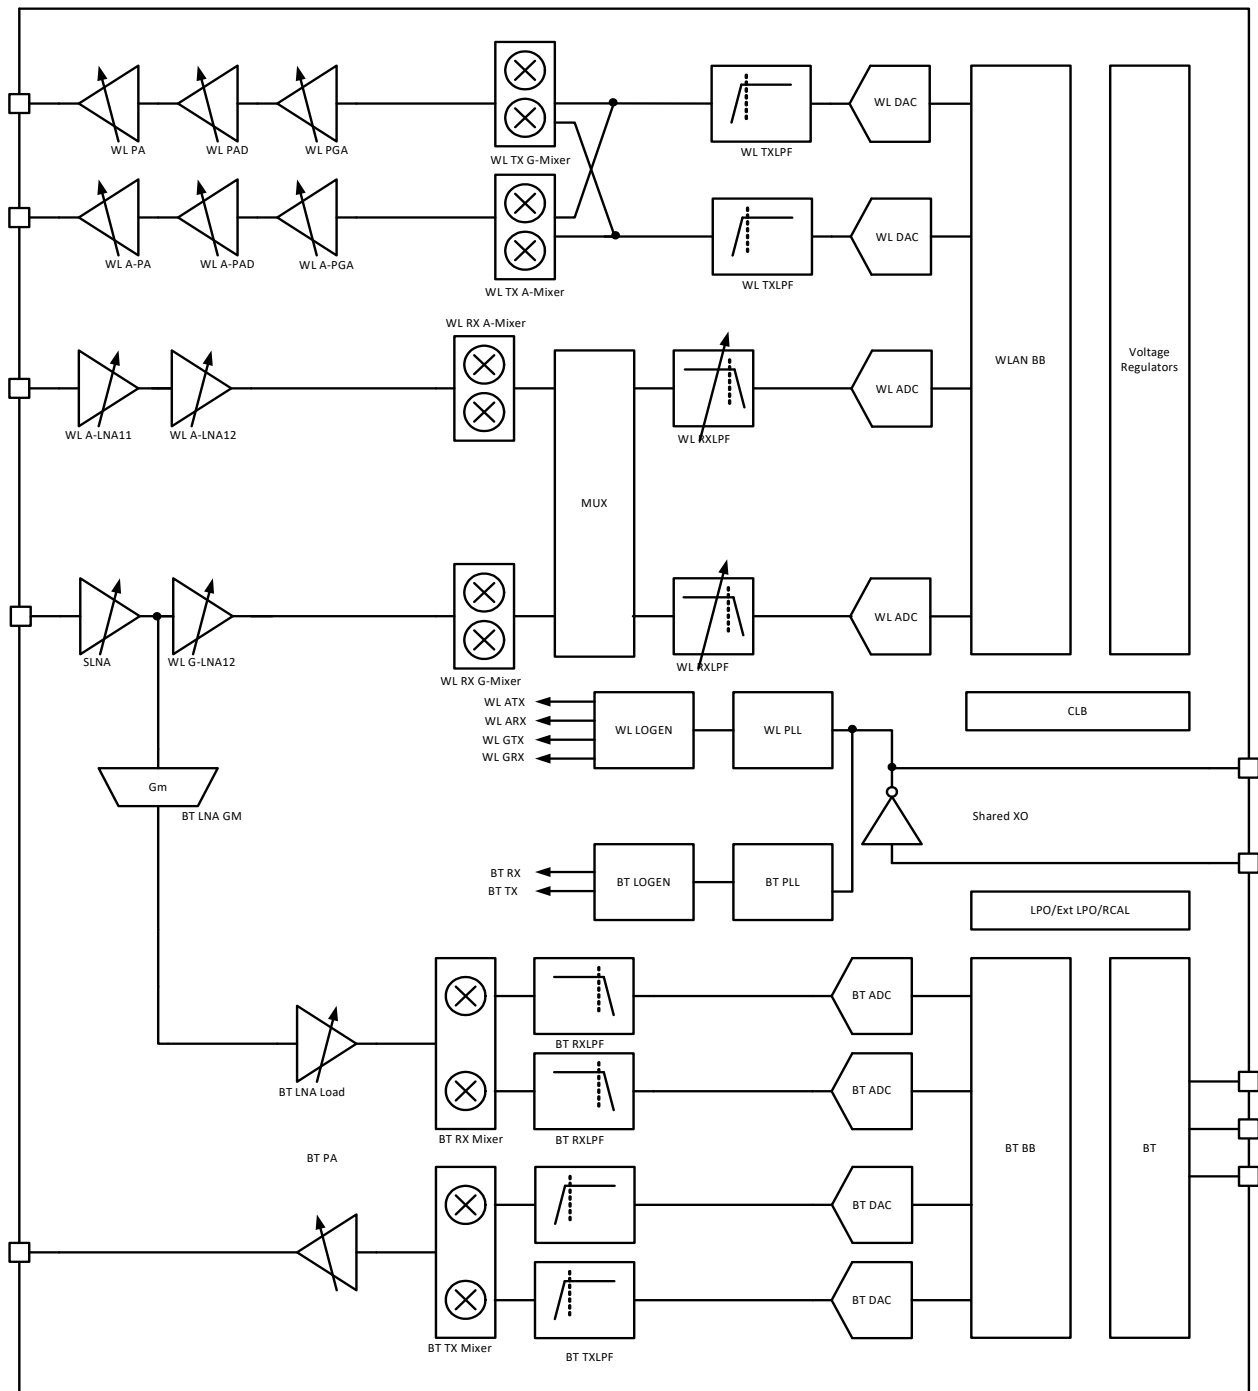 WL DAC
WL PA
WL PAD
WL PGA
WL TX G-Mixer
WL TXLPF
WL DAC
WL A-PA
WL A-PAD
WL A-PGA
WL TX A-Mixer
WL TXLPF
WL RX A-Mixer
WLAN BB
Voltage
Regulators
WL ADC
WL A-LNA11
WL A-LNA12
WL RXLPF
MUX
WL ADC
SLNA
WL G-LNA12
WL RX G-Mixer
WL RXLPF
WL ATX
WL ARX
WL GTX
WL GRX
WL LOGEN
WL PLL
CLB
Gm
BT LNA GM
Shared XO
BT RX
BT TX
BT LOGEN
BT PLL
LPO/Ext LPO/RCAL
BT ADC
BT RXLPF
BT LNA Load
BT ADC
BT RX Mixer
BT RXLPF
BT PA
BT BB
BT
BT DAC
BT DAC
BT TX Mixer
BT TXLPF